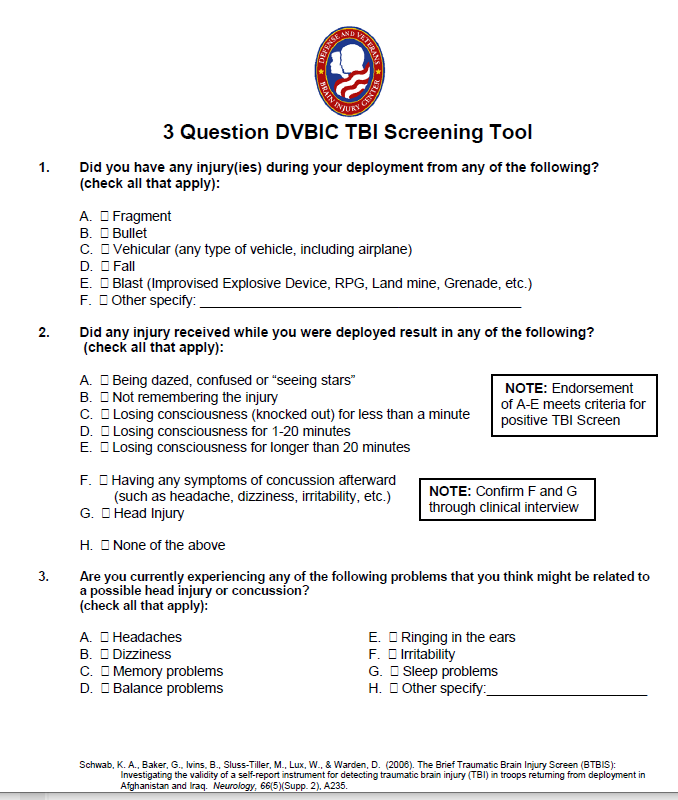 DEFENSE AND VETERANS
BRAIN INJURY CENTER
3 Question DVBIC TBI Screening Tool
1. Did you have any injury(ies) during your deployment from any of the following?
(check all that apply):
A. □ Fragment
B. □ Bullet
C. □ Vehicular (any type of vehicle, including airplane)
D. □ Fall
E. □ Blast (Improvised Explosive Device, RPG, Land mine, Grenade, etc.)
F. □ Other specify: ______________________________________
2. Did any injury received while you were deployed result in any of the following?
(check all that apply):
A. □ Being dazed, confused or “seeing stars”
B. □ Not remembering the injury
C. □ Losing consciousness (knocked out) for less than a minute
D. □ Losing consciousness for 1-20 minutes
E. □ Losing consciousness for longer than 20 minutes
NOTE: Endorsement
of A-E meets criteria for
positive TBI Screen
F. □ Having any symptoms of concussion afterward
(such as headache, dizziness, irritability, etc.)
G. □ Head Injury
NOTE: Confirm F and G
through clinical interview
H. □ None of the above
3. Are you currently experiencing any of the following problems that you think might be related to
a possible head injury or concussion?
(check all that apply):
A. □ Headaches
B. □ Dizziness
C. □ Memory problems
D. □ Balance problems
E. □ Ringing in the ears
F. □ Irritability
G. □ Sleep problems
H. □ Other specify:____________________
Schwab, K. A., Baker, G., Ivins, B., Sluss-Tiller, M., Lux, W., & Warden, D. (2006). The Brief Traumatic Brain Injury Screen (BTBIS):
Investigating the validity of a self-report instrument for detecting traumatic brain injury (TBI) in troops returning from deployment in
Afghanistan and Iraq. Neurology, 66(5)(Supp. 2), A235.